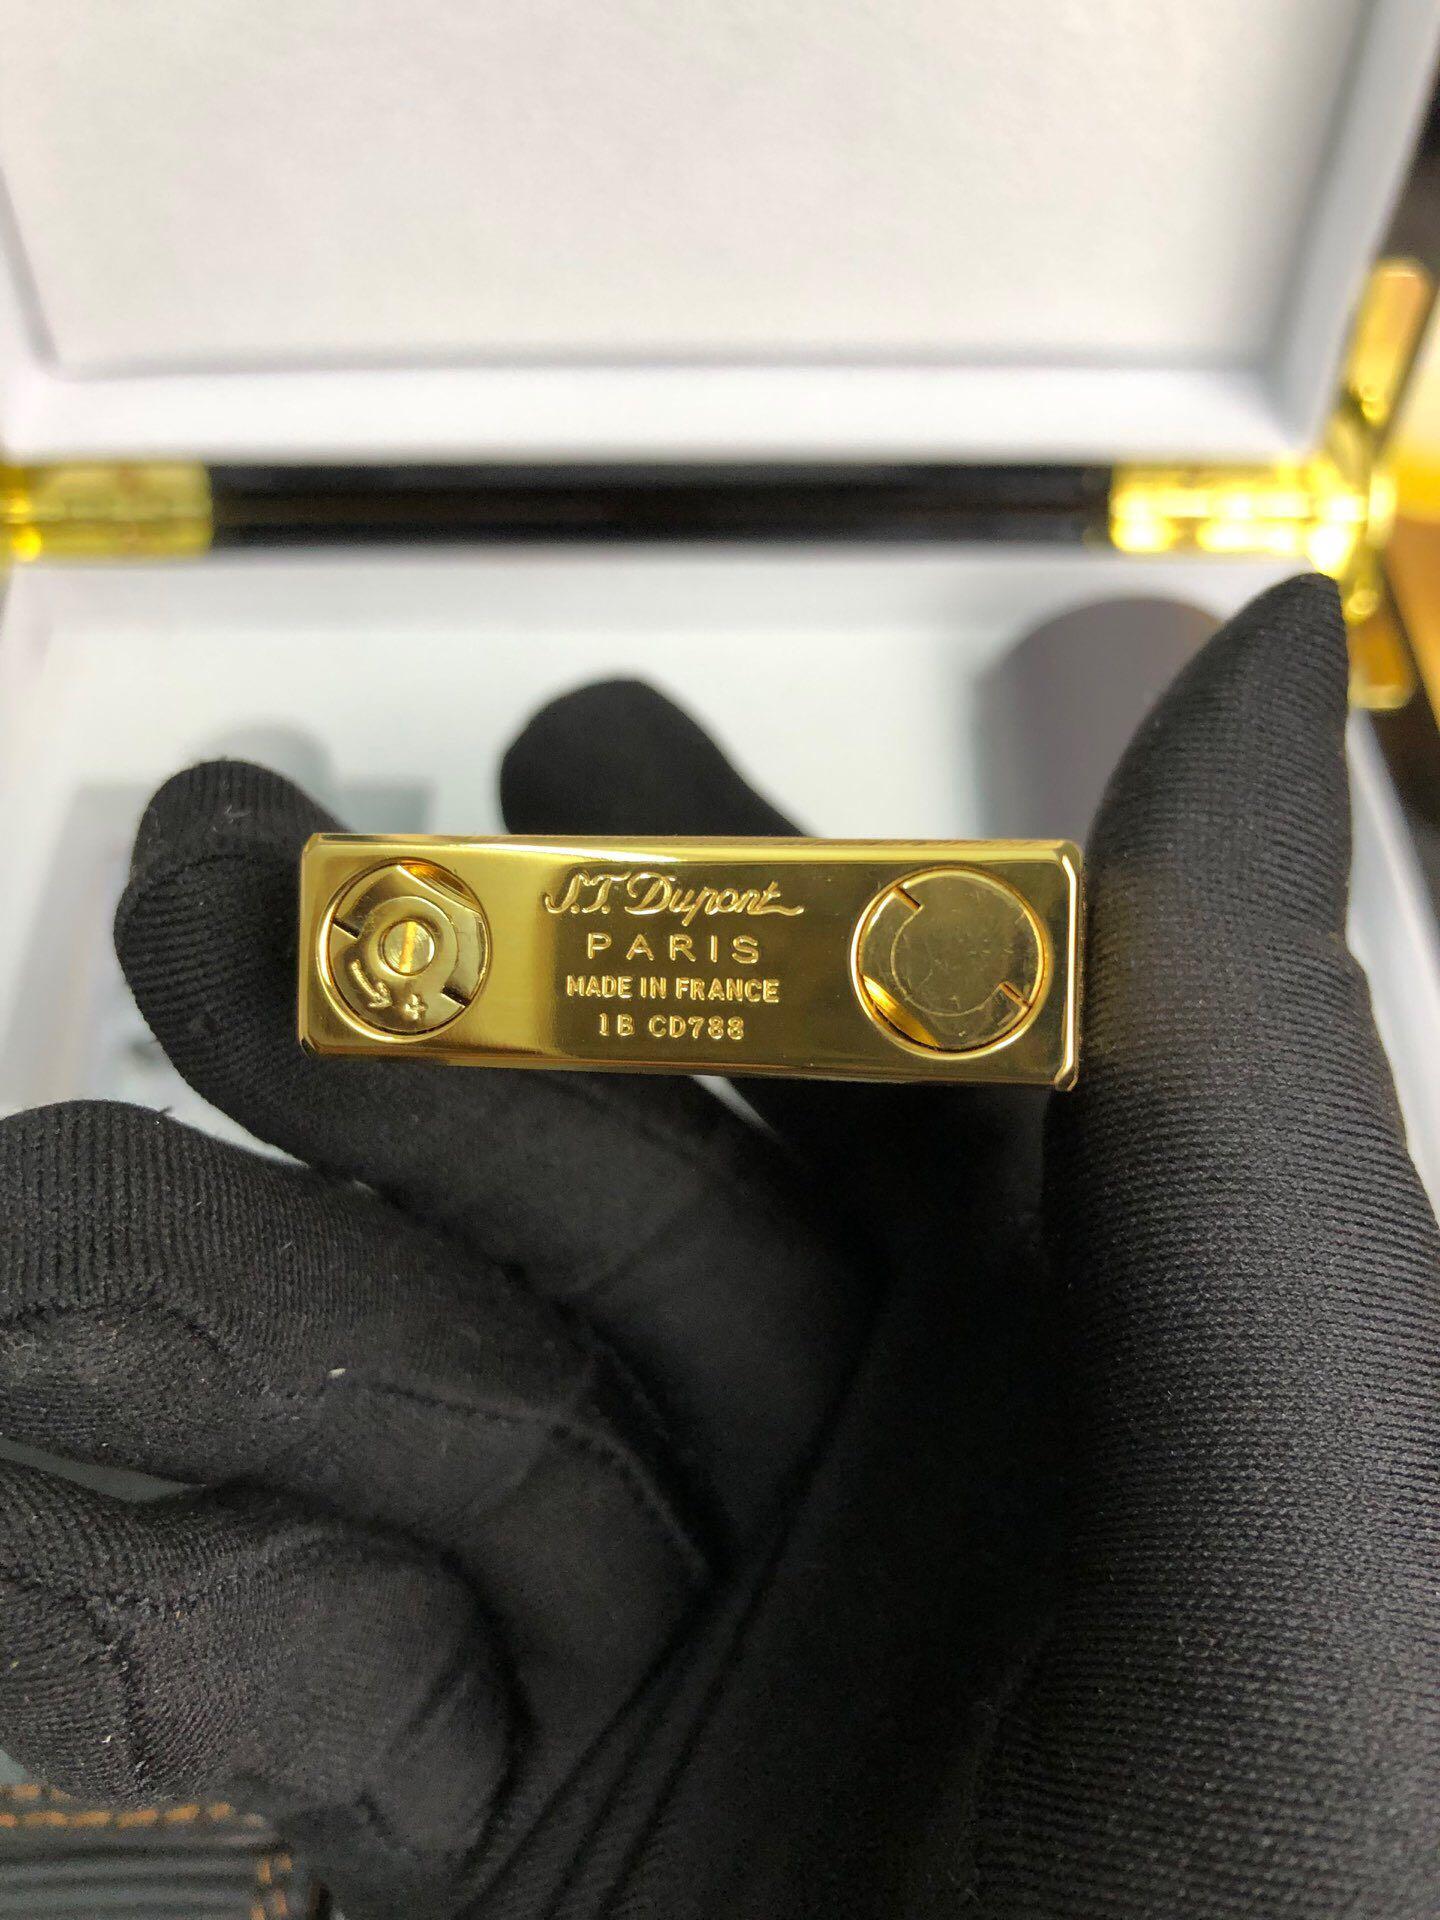 S.T. Dupont
PARIS
MADE IN FRANCE
1B CD788
+